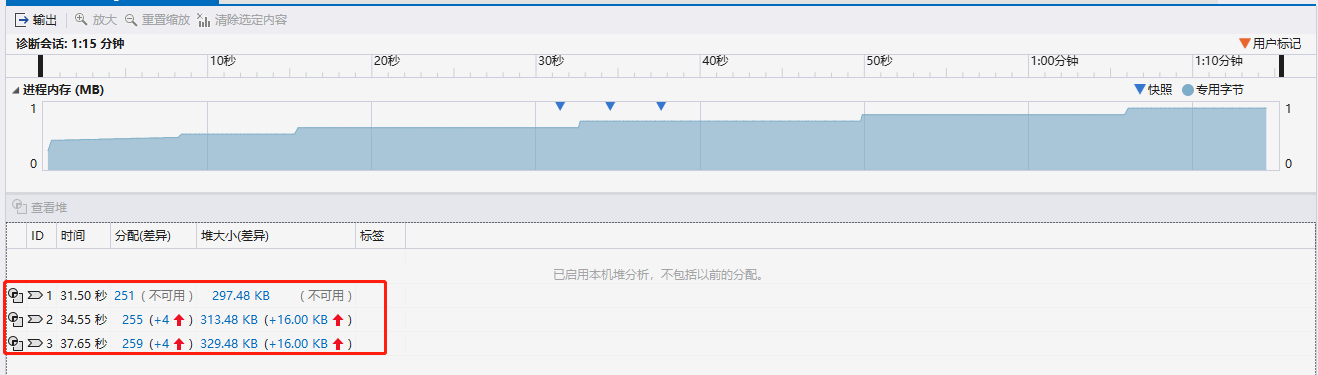 输出 放大 重置缩放 清除选定内容
诊断会话: 1:15 分钟 用户标记
10秒 20秒 30秒 40秒 50秒 1:00分钟 1:10分钟
进程内存 (MB) 快照 专用字节
1 1
0 0
查看堆
ID 时间 分配(差异) 堆大小(差异) 标签
已启用本机堆分析，不包括以前的分配。
1 31.50 秒 251 (不可用) 297.48 KB (不可用)
2 34.55 秒 255 (+4 ) 313.48 KB (+16.00 KB )
3 37.65 秒 259 (+4 ) 329.48 KB (+16.00 KB )